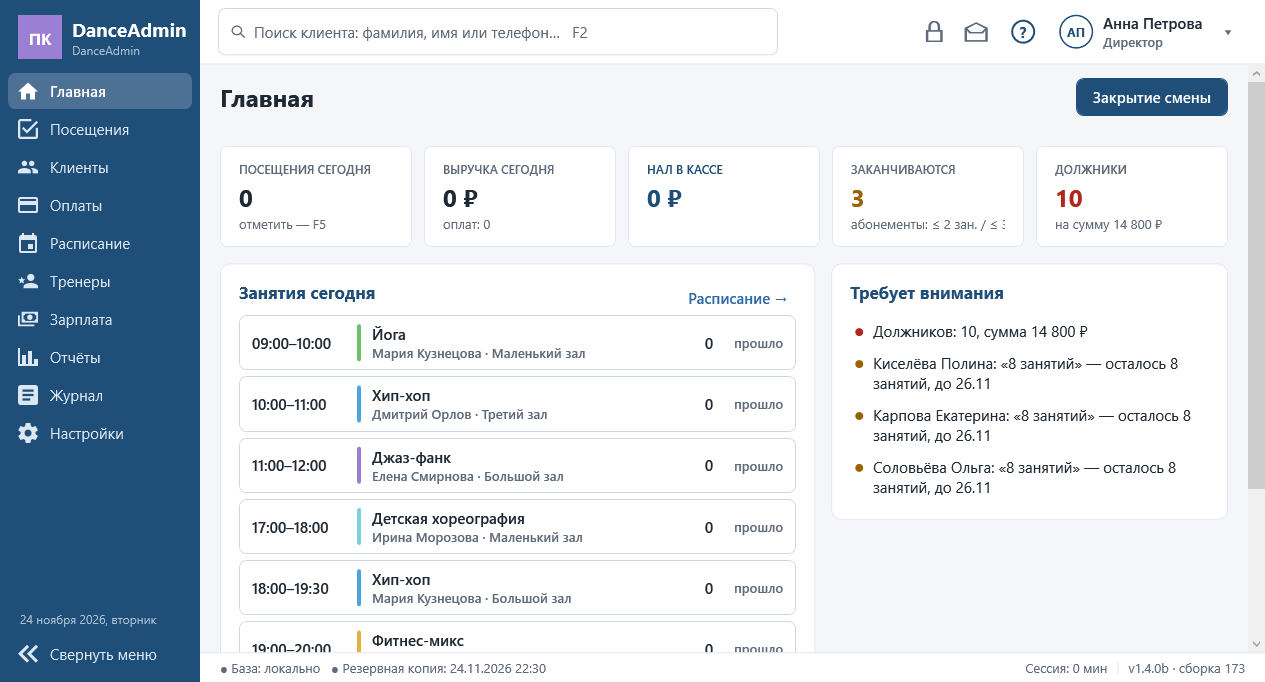 ПК
DanceAdmin
DanceAdmin
Главная
Посещения
Клиенты
Оплаты
Расписание
Тренеры
Зарплата
Отчёты
Журнал
Настройки
24 ноября 2026, вторник
Свернуть меню
Поиск клиента: фамилия, имя или телефон... F2
?
АП
Анна Петрова
Директор
Главная
Закрытие смены
ПОСЕЩЕНИЯ СЕГОДНЯ
0
отметить — F5
ВЫРУЧКА СЕГОДНЯ
0 ₽
оплат: 0
НАЛ В КАССЕ
0 ₽
ЗАКАНЧИВАЮТСЯ
3
абонементы: ≤ 2 зан. / ≤
ДОЛЖНИКИ
10
на сумму 14 800 ₽
Занятия сегодня
Расписание →
09:00–10:00 Йога 0 прошло
Мария Кузнецова · Маленький зал
10:00–11:00 Хип-хоп 0 прошло
Дмитрий Орлов · Третий зал
11:00–12:00 Джаз-фанк 0 прошло
Елена Смирнова · Большой зал
17:00–18:00 Детская хореография 0 прошло
Ирина Морозова · Маленький зал
18:00–19:30 Хип-хоп 0 прошло
Мария Кузнецова · Большой зал
19:00–20:00 Фитнес-микс 0 прошло
Требует внимания
Должников: 10, сумма 14 800 ₽
Киселёва Полина: «8 занятий» — осталось 8
занятий, до 26.11
Карпова Екатерина: «8 занятий» — осталось 8
занятий, до 26.11
Соловьёва Ольга: «8 занятий» — осталось 8
занятий, до 26.11
База: локально
Резервная копия: 24.11.2026 22:30
Сессия: 0 мин
v1.4.0b · сборка 173